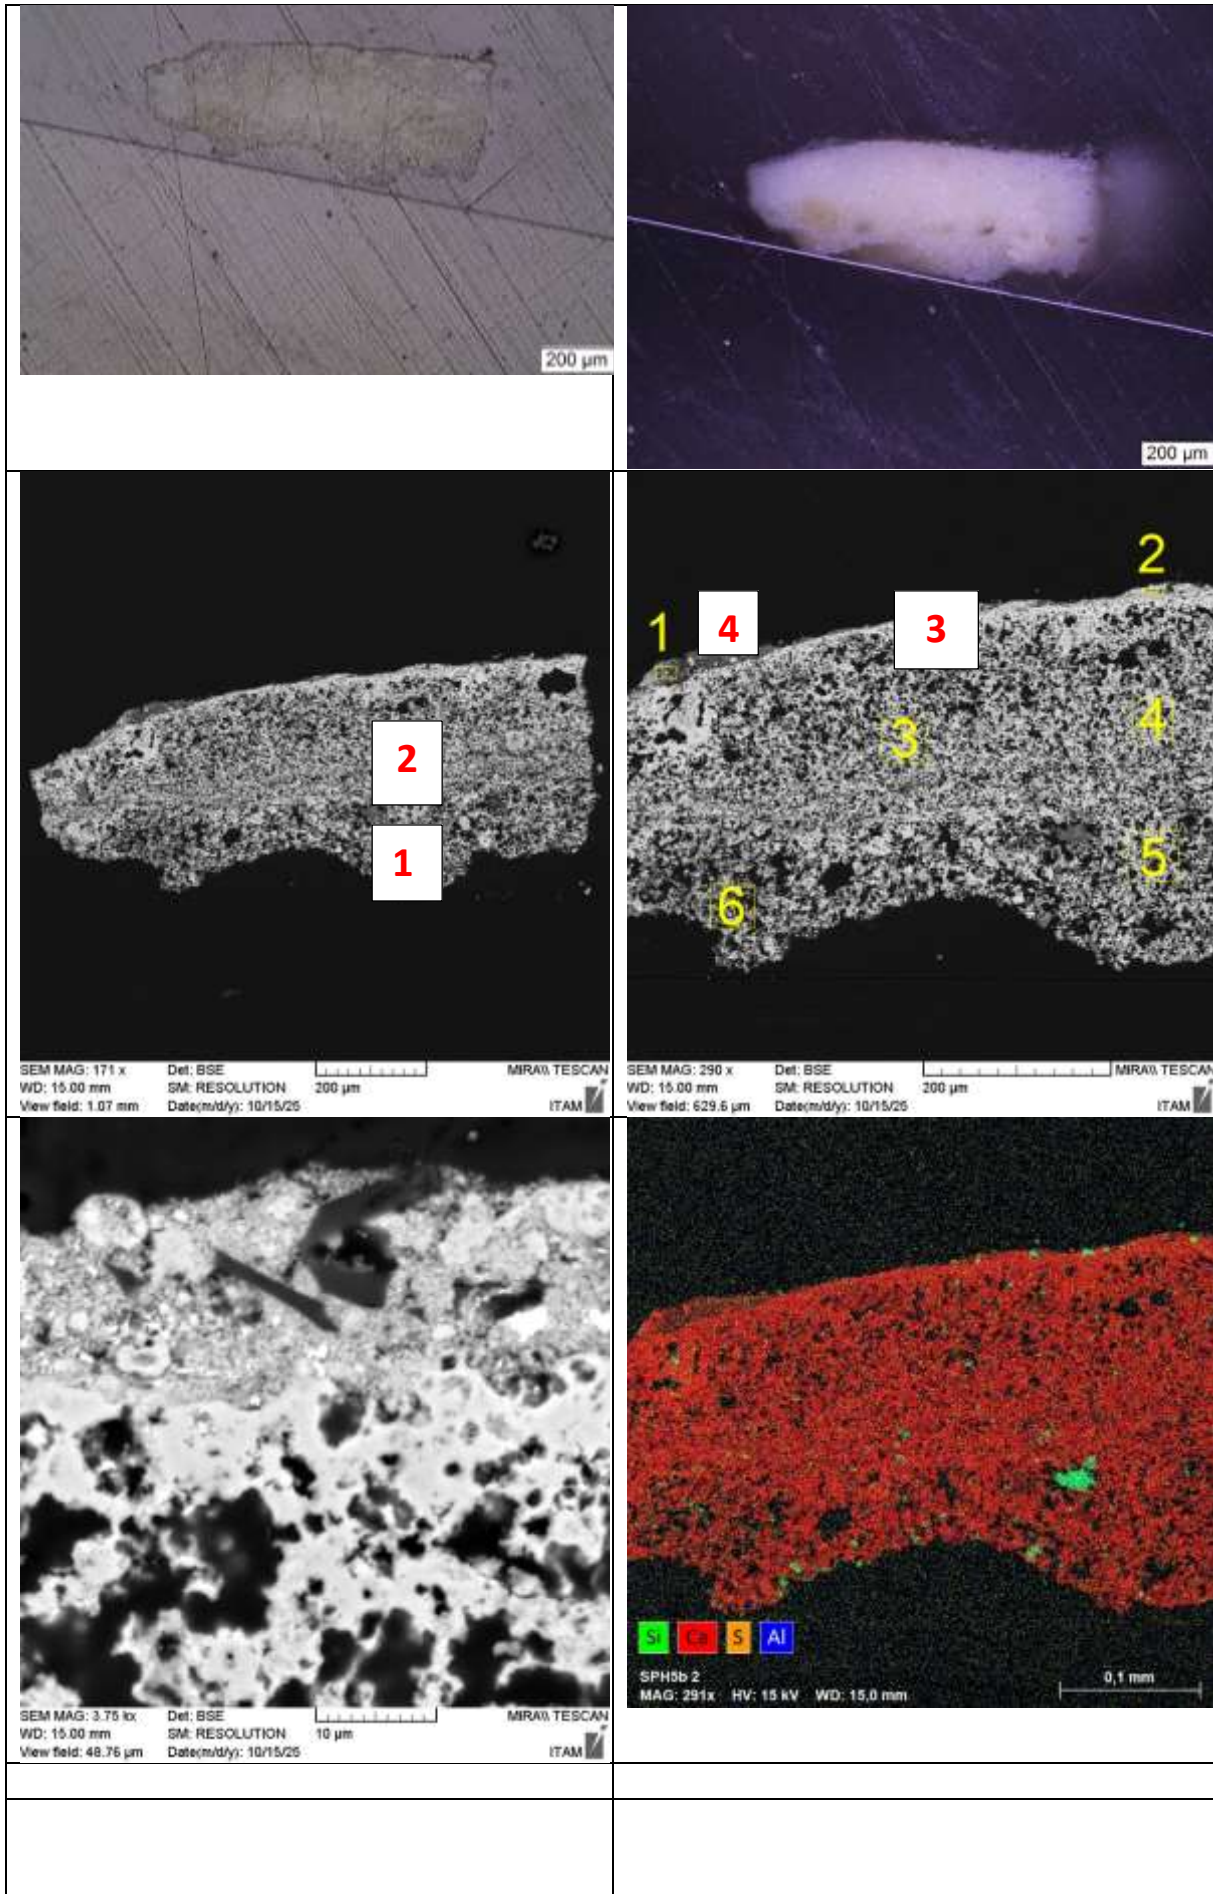 200 µm
200 µm
2
1
1
4
3
2
3
4
5
6
SEM MAG: 171 x Det: BSE MIRA\\ TESCAN
WD: 15.00 mm SM: RESOLUTION 200 µm
View field: 1.07 mm Date(m/d/y): 10/15/25 ITAM
SEM MAG: 290 x Det: BSE MIRA\\ TESCAN
WD: 15.00 mm SM: RESOLUTION 200 µm
View field: 629.6 µm Date(m/d/y): 10/15/25 ITAM
SEM MAG: 3.75 kx Det: BSE MIRA\\ TESCAN
WD: 15.00 mm SM: RESOLUTION 10 µm
View field: 48.76 µm Date(m/d/y): 10/15/25 ITAM
Si Ca S Al
SPH5b 2
MAG: 291x HV: 15 kV WD: 15,0 mm 0,1 mm